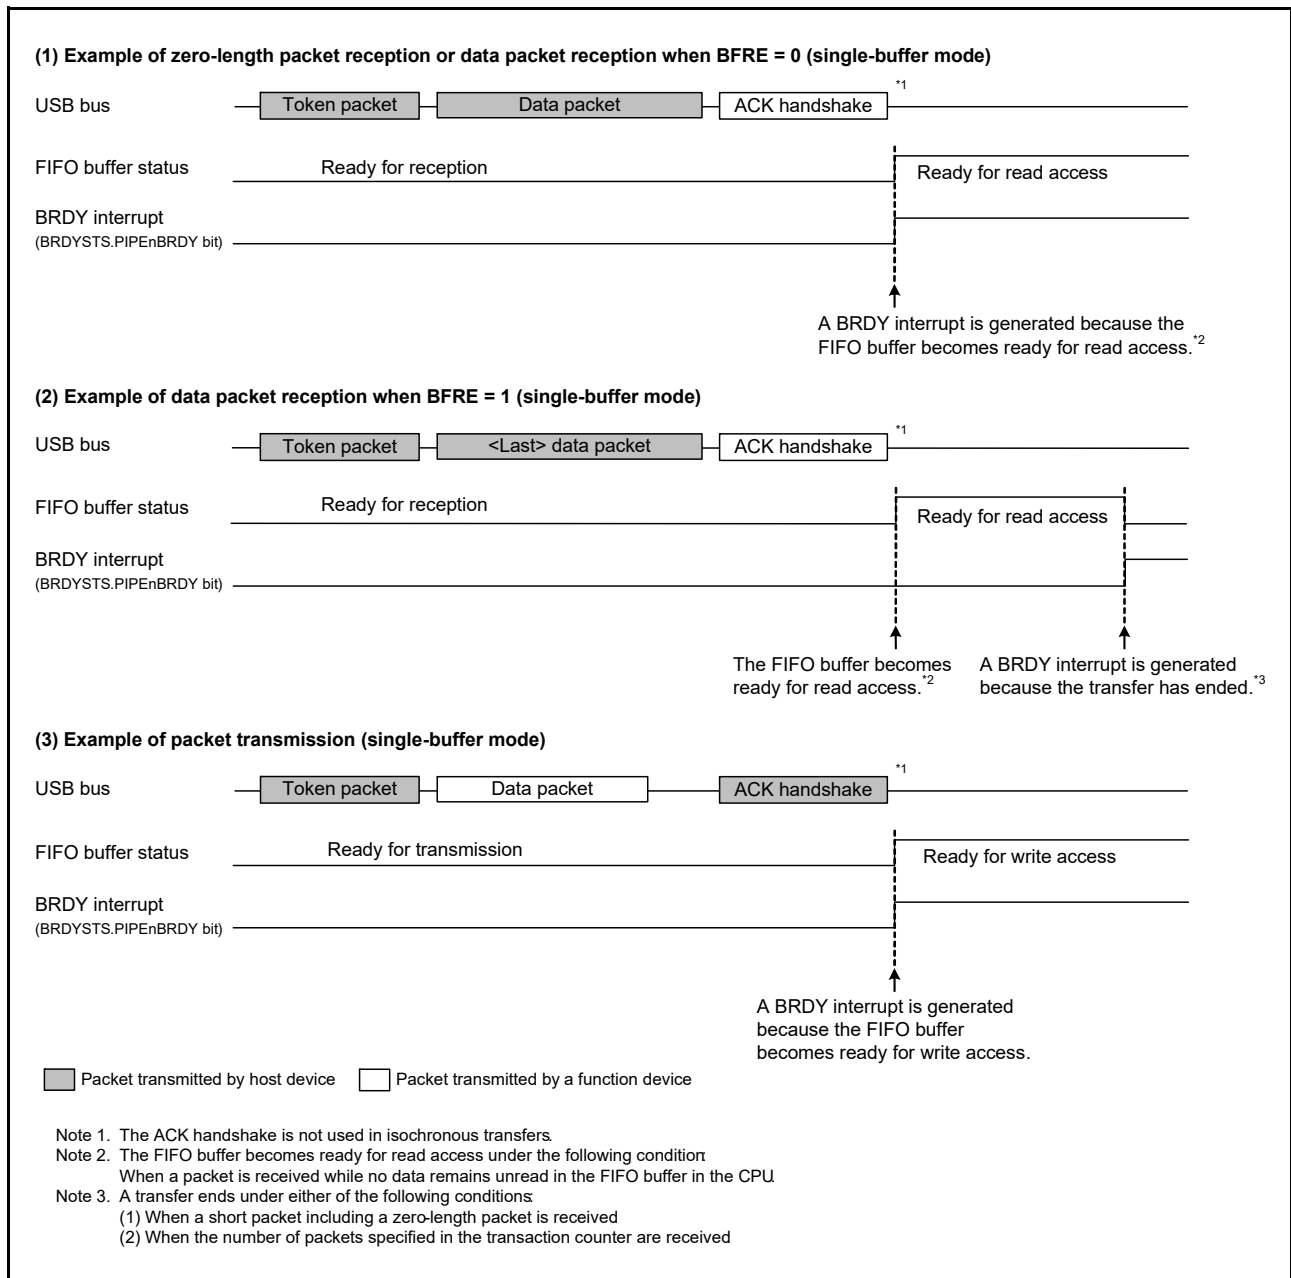 (1) Example of zero-length packet reception or data packet reception when BFRE = 0 (single-buffer mode)
USB bus
Token packet
Data packet
ACK handshake
*1
FIFO buffer status
Ready for reception
Ready for read access
BRDY interrupt
(BRDYSTS.PIPEnBRDY bit)
A BRDY interrupt is generated because the
FIFO buffer becomes ready for read access.*2
(2) Example of data packet reception when BFRE = 1 (single-buffer mode)
USB bus
Token packet
<Last> data packet
ACK handshake
*1
FIFO buffer status
Ready for reception
Ready for read access
BRDY interrupt
(BRDYSTS.PIPEnBRDY bit)
The FIFO buffer becomes
ready for read access.*2
A BRDY interrupt is generated
because the transfer has ended.*3
(3) Example of packet transmission (single-buffer mode)
USB bus
Token packet
Data packet
ACK handshake
*1
FIFO buffer status
Ready for transmission
Ready for write access
BRDY interrupt
(BRDYSTS.PIPEnBRDY bit)
A BRDY interrupt is generated
because the FIFO buffer
becomes ready for write access.
Packet transmitted by host device
Packet transmitted by a function device
Note 1. The ACK handshake is not used in isochronous transfers.
Note 2. The FIFO buffer becomes ready for read access under the following condition:
When a packet is received while no data remains unread in the FIFO buffer in the CPU.
Note 3. A transfer ends under either of the following conditions:
(1) When a short packet including a zero-length packet is received
(2) When the number of packets specified in the transaction counter are received